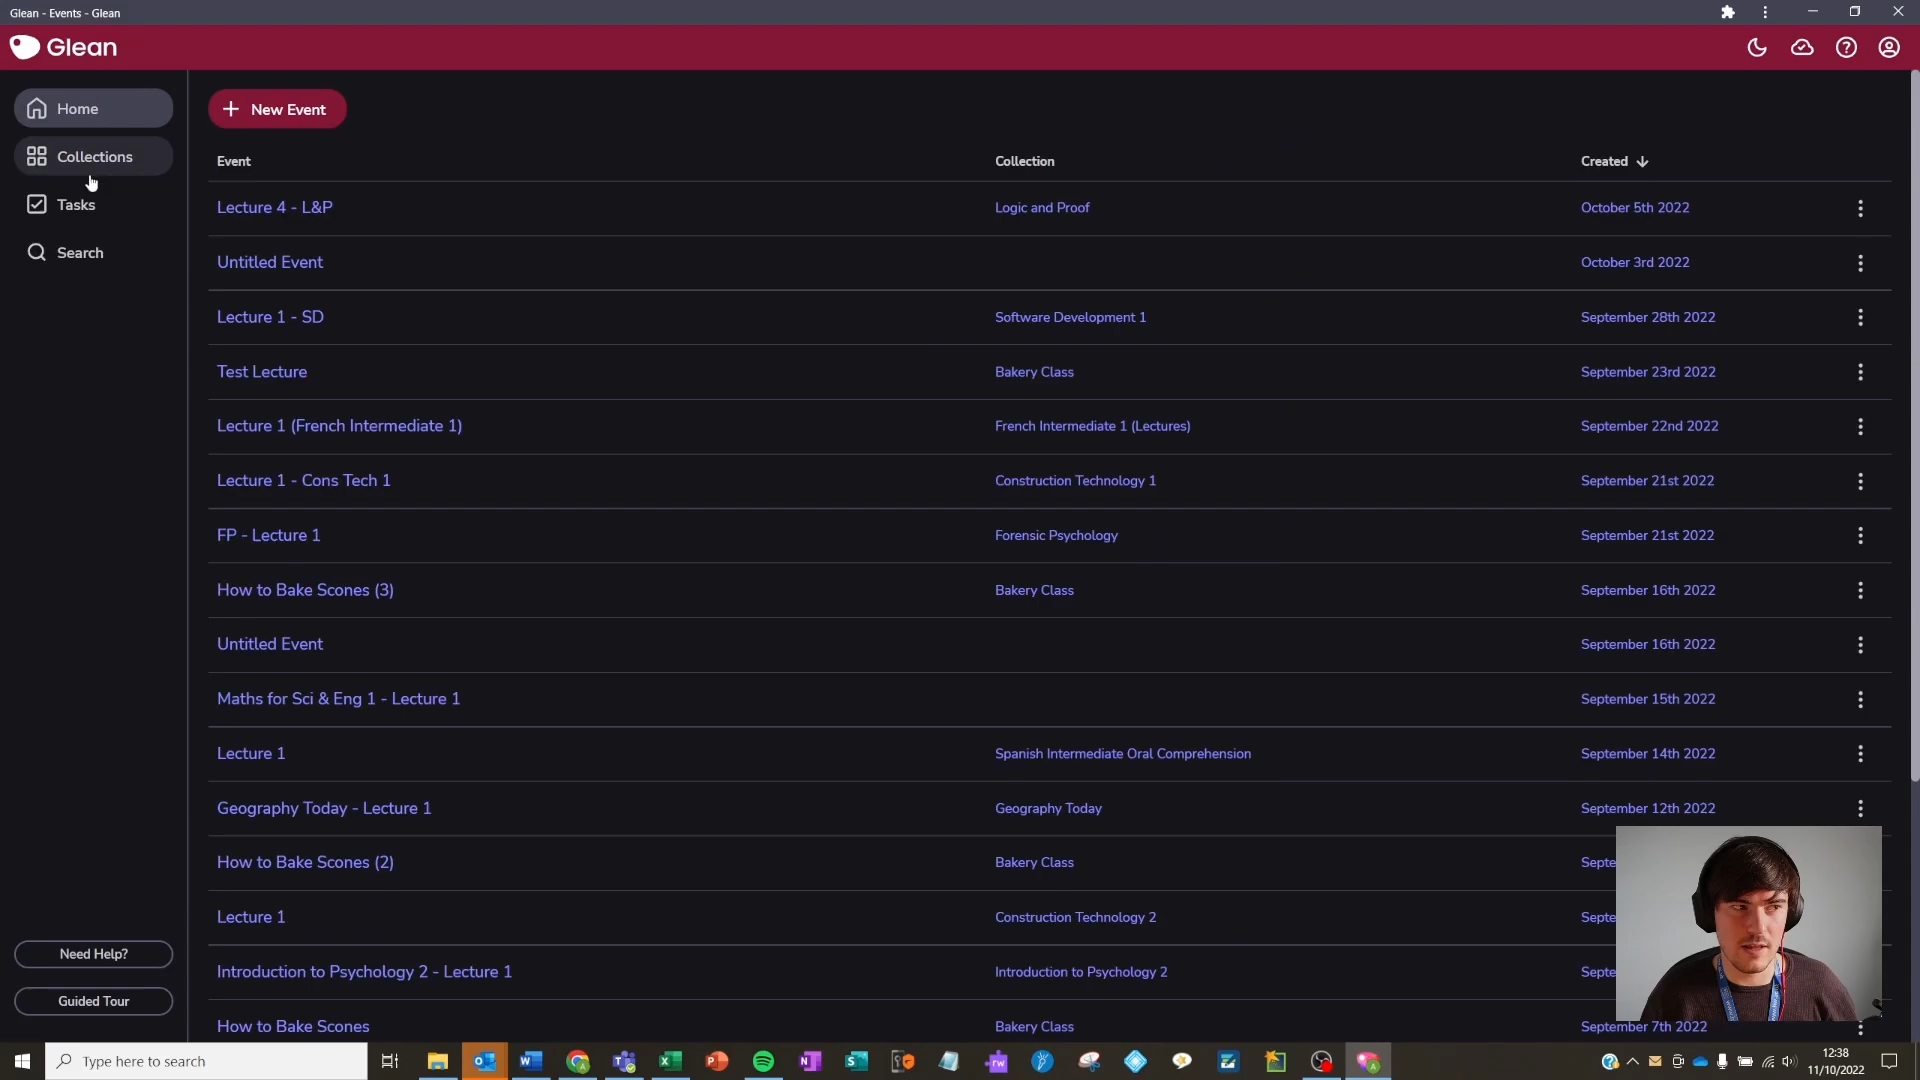 Glean - Events - Glean
Glean
Home
Collections
Tasks
Search
Need Help?
Guided Tour
New Event
Event Collection Created
Lecture 4 - L&P Logic and Proof October 5th 2022
Untitled Event October 3rd 2022
Lecture 1 - SD Software Development 1 September 28th 2022
Test Lecture Bakery Class September 23rd 2022
Lecture 1 (French Intermediate 1) French Intermediate 1 (Lectures) September 22nd 2022
Lecture 1 - Cons Tech 1 Construction Technology 1 September 21st 2022
FP - Lecture 1 Forensic Psychology September 21st 2022
How to Bake Scones (3) Bakery Class September 16th 2022
Untitled Event September 16th 2022
Maths for Sci & Eng 1 - Lecture 1 September 15th 2022
Lecture 1 Spanish Intermediate Oral Comprehension September 14th 2022
Geography Today - Lecture 1 Geography Today September 12th 2022
How to Bake Scones (2) Bakery Class Septe
Lecture 1 Construction Technology 2 Septe
Introduction to Psychology 2 - Lecture 1 Introduction to Psychology 2 Septe
How to Bake Scones Bakery Class September 7th 2022
Type here to search
12:38
11/10/2022